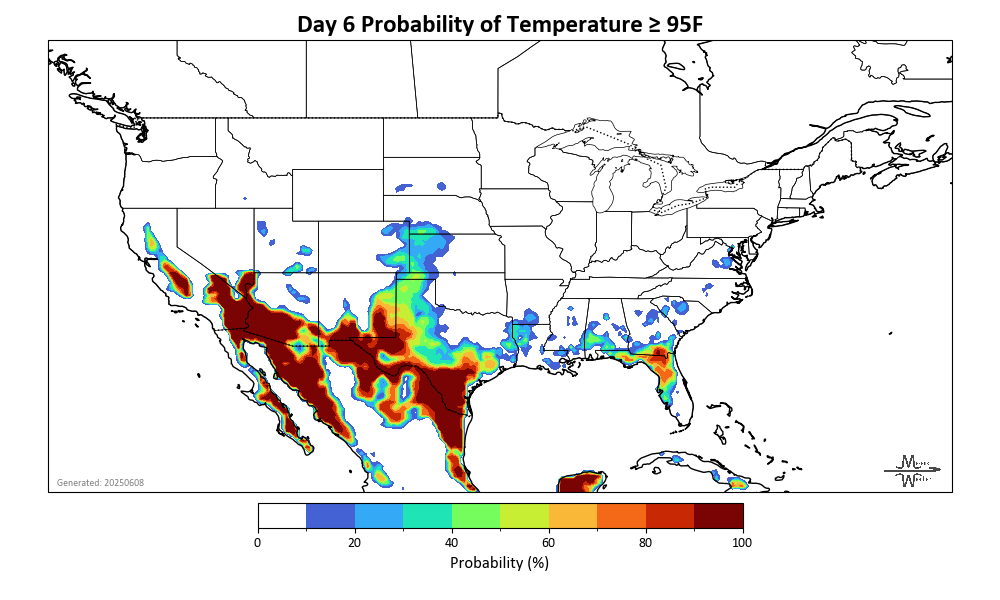 Day 6 Probability of Temperature ≥ 95F
Generated: 20250608
0 20 40 60 80 100
Probability (%)